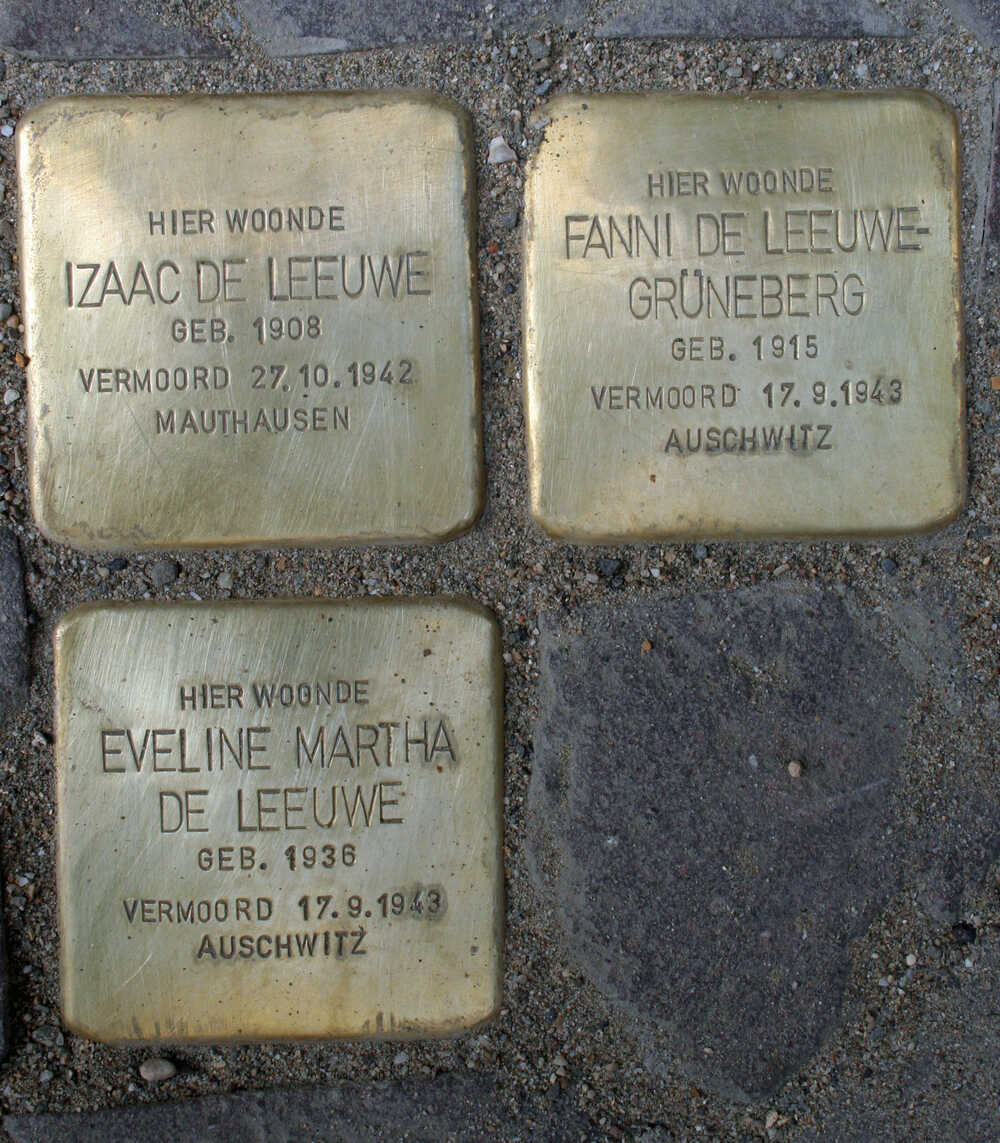 HIER WOONDE
IZAAC DE LEEUWE
GEB. 1908
VERMOORD 27.10.1942
MAUTHAUSEN
HIER WOONDE
FANNI DE LEEUWE-
GRÜNEBERG
GEB. 1915
VERMOORD 17.9.1943
AUSCHWITZ
HIER WOONDE
EVELINE MARTHA
DE LEEUWE
GEB. 1936
VERMOORD 17.9.1943
AUSCHWITZ